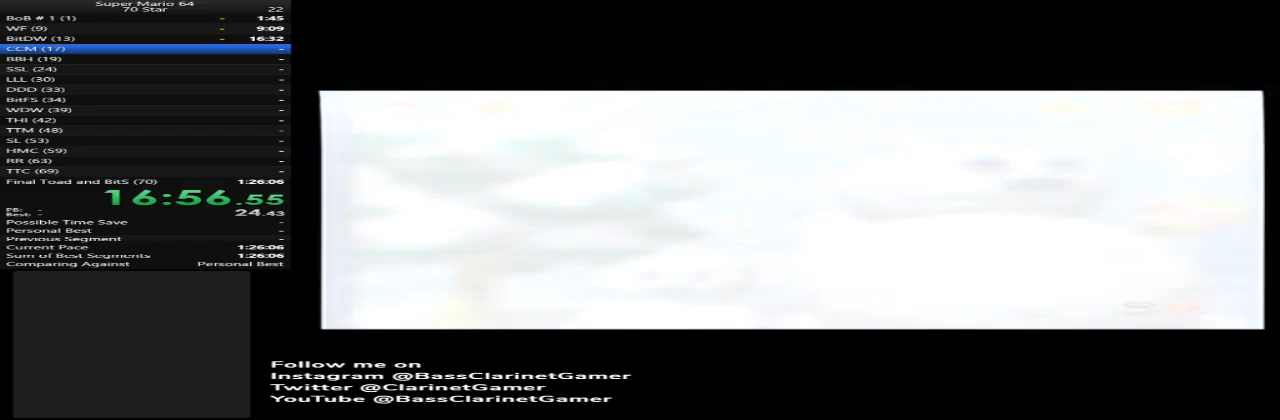 Super Mario 64
70 Star 22
BoB # 1 (1) - 1:45
WF (9) - 9:09
BitDW (13) - 16:32
CCM (17) -
BBH (19) -
SSL (24) -
LLL (30) -
DDD (33) -
BitFS (34) -
WDW (39) -
THI (42) -
TTM (48) -
SL (53) -
HMC (59) -
RR (63) -
TTC (69) -
Final Toad and BitS (70) 1:26:06
16:56.55
PB: -
Best: - 24.43
Possible Time Save -
Personal Best -
Previous Segment -
Current Pace 1:26:06
Sum of Best Segments 1:26:06
Comparing Against Personal Best
Follow me on
Instagram @BassClarinetGamer
Twitter @ClarinetGamer
YouTube @BassClarinetGamer